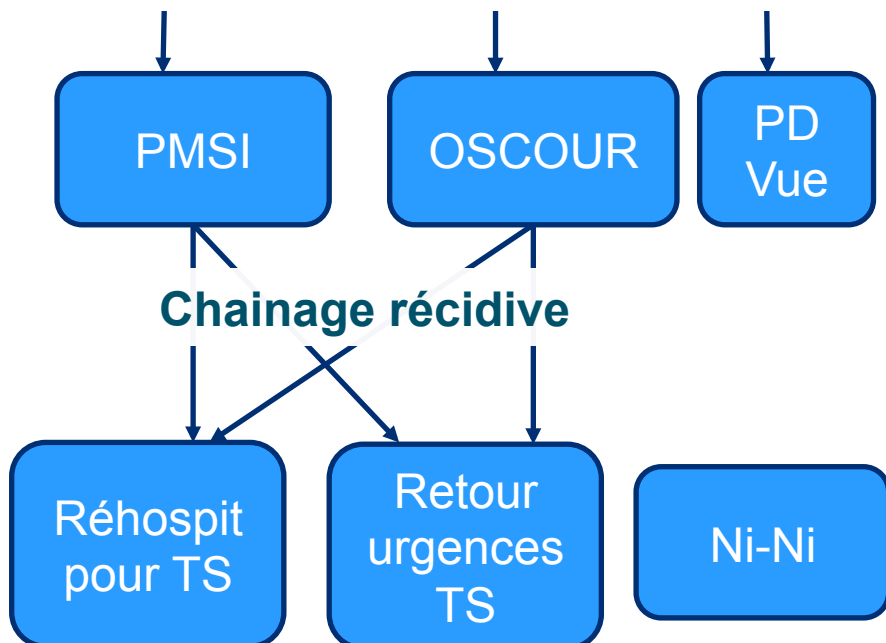 PMSI
OSCOUR
PD
Vue
Chainage récidive
Réhospit
pour TS
Retour
urgences
TS
Ni-Ni